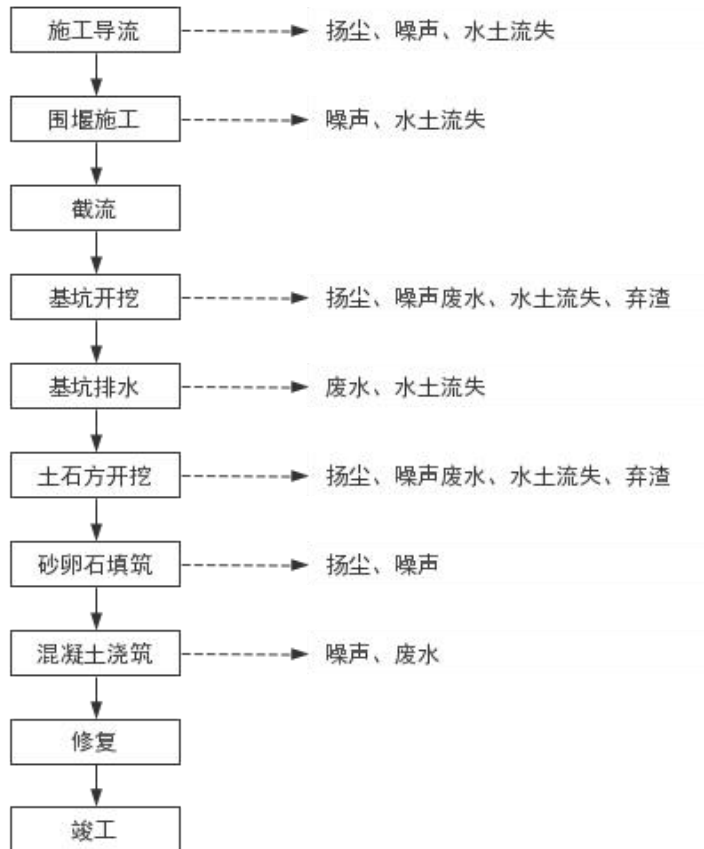 施工导流 扬尘、噪声、水土流失
围堰施工 噪声、水土流失
截流
基坑开挖 扬尘、噪声废水、水土流失、弃渣
基坑排水 废水、水土流失
土石方开挖 扬尘、噪声废水、水土流失、弃渣
砂卵石填筑 扬尘、噪声
混凝土浇筑 噪声、废水
修复
竣工